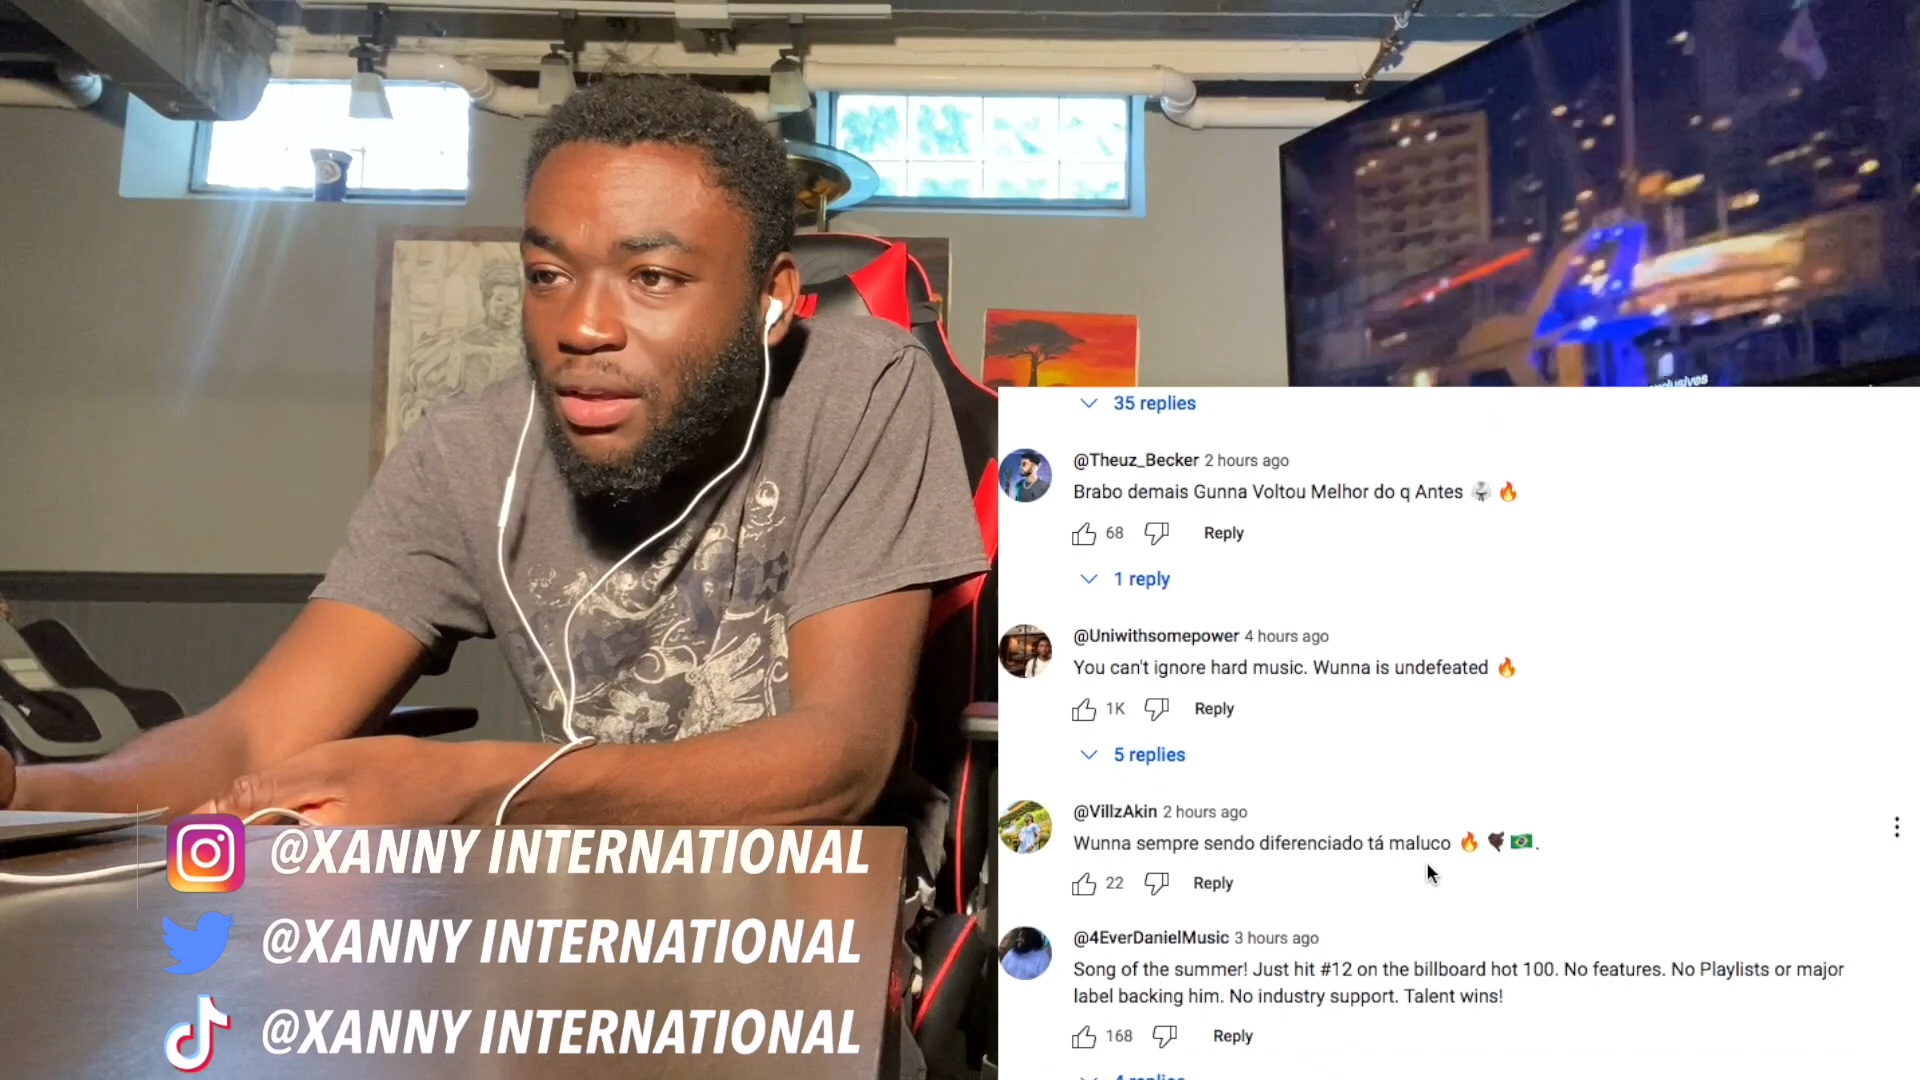 xclusives
35 replies
@Theuz_Becker 2 hours ago
Brabo demais Gunna Voltou Melhor do q Antes 🥋 🔥
68 Reply
1 reply
@Uniwithsomepower 4 hours ago
You can't ignore hard music. Wunna is undefeated 🔥
1K Reply
5 replies
@VillzAkin 2 hours ago
Wunna sempre sendo diferenciado tá maluco 🔥 🖤 🇧🇷.
22 Reply
@4EverDanielMusic 3 hours ago
Song of the summer! Just hit #12 on the billboard hot 100. No features. No Playlists or major
label backing him. No industry support. Talent wins!
168 Reply
4 replies
@XANNY INTERNATIONAL
@XANNY INTERNATIONAL
@XANNY INTERNATIONAL